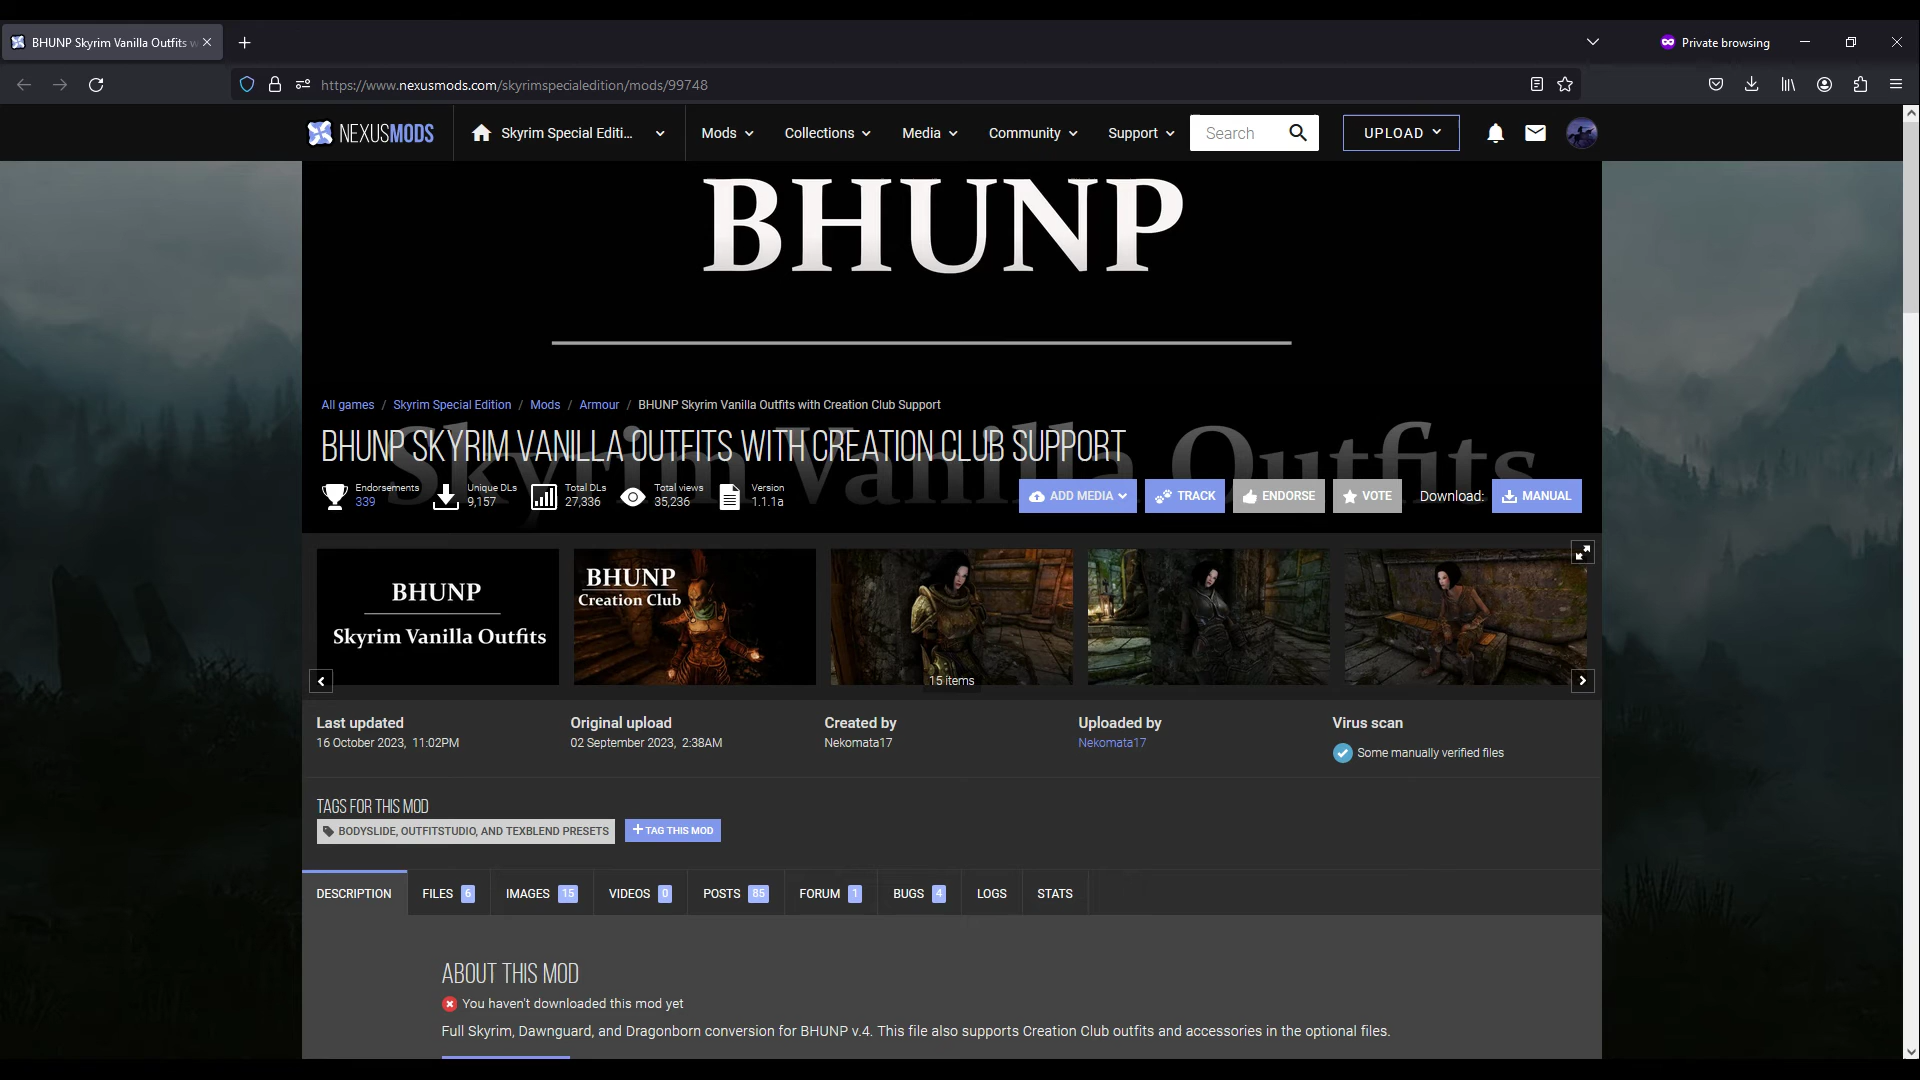 BHUNP Skyrim Vanilla Outfits w
Private browsing
https://www.nexusmods.com/skyrimspecialedition/mods/99748
NEXUSMODS
Skyrim Special Editi...
Mods
Collections
Media
Community
Support
Search
UPLOAD
BHUNP
Skyrim Vanilla Outfits
All games / Skyrim Special Edition / Mods / Armour / BHUNP Skyrim Vanilla Outfits with Creation Club Support
BHUNP SKYRIM VANILLA OUTFITS WITH CREATION CLUB SUPPORT
Endorsements
339
Unique DLs
9,157
Total DLs
27,336
Total views
35,236
Version
1.1.1a
ADD MEDIA
TRACK
ENDORSE
VOTE
Download:
MANUAL
BHUNP
Skyrim Vanilla Outfits
BHUNP
Creation Club
15 items
Last updated
16 October 2023, 11:02PM
Original upload
02 September 2023, 2:38AM
Created by
Nekomata17
Uploaded by
Nekomata17
Virus scan
Some manually verified files
TAGS FOR THIS MOD
BODYSLIDE, OUTFITSTUDIO, AND TEXBLEND PRESETS
+ TAG THIS MOD
DESCRIPTION
FILES 6
IMAGES 15
VIDEOS 0
POSTS 85
FORUM 1
BUGS 4
LOGS
STATS
ABOUT THIS MOD
You haven't downloaded this mod yet
Full Skyrim, Dawnguard, and Dragonborn conversion for BHUNP v.4. This file also supports Creation Club outfits and accessories in the optional files.